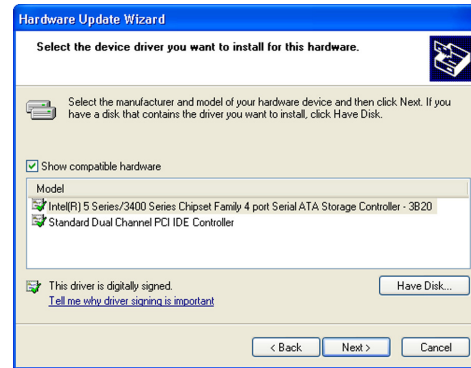 Hardware Update Wizard
Select the device driver you want to install for this hardware.
Select the manufacturer and model of your hardware device and then click Next. If you
have a disk that contains the driver you want to install, click Have Disk.
Show compatible hardware
Model
Intel(R) 5 Series/3400 Series Chipset Family 4 port Serial ATA Storage Controller - 3B20
Standard Dual Channel PCI IDE Controller
This driver is digitally signed.
Have Disk...
Tell me why driver signing is important
< Back
Next >
Cancel